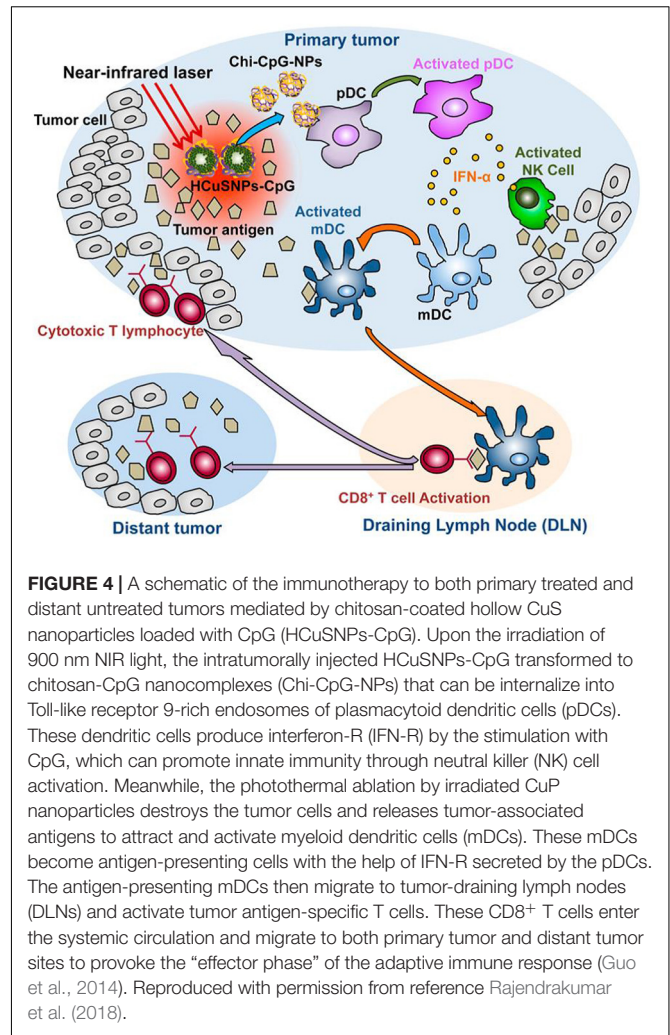 Primary tumor
Near-infrared laser
Chi-CpG-NPs
pDC
Activated pDC
Tumor cell
HCuSNPs-CpG
Tumor antigen
IFN-α
Activated
NK Cell
Activated
mDC
mDC
Cytotoxic T lymphocyte
CD8⁺ T cell Activation
Distant tumor
Draining Lymph Node (DLN)
FIGURE 4 | A schematic of the immunotherapy to both primary treated and
distant untreated tumors mediated by chitosan-coated hollow CuS
nanoparticles loaded with CpG (HCuSNPs-CpG). Upon the irradiation of
900 nm NIR light, the intratumorally injected HCuSNPs-CpG transformed to
chitosan-CpG nanocomplexes (Chi-CpG-NPs) that can be internalize into
Toll-like receptor 9-rich endosomes of plasmacytoid dendritic cells (pDCs).
These dendritic cells produce interferon-R (IFN-R) by the stimulation with
CpG, which can promote innate immunity through neutral killer (NK) cell
activation. Meanwhile, the photothermal ablation by irradiated CuP
nanoparticles destroys the tumor cells and releases tumor-associated
antigens to attract and activate myeloid dendritic cells (mDCs). These mDCs
become antigen-presenting cells with the help of IFN-R secreted by the pDCs.
The antigen-presenting mDCs then migrate to tumor-draining lymph nodes
(DLNs) and activate tumor antigen-specific T cells. These CD8⁺ T cells enter
the systemic circulation and migrate to both primary tumor and distant tumor
sites to provoke the “effector phase” of the adaptive immune response (Guo
et al., 2014). Reproduced with permission from reference Rajendrakumar
et al. (2018).